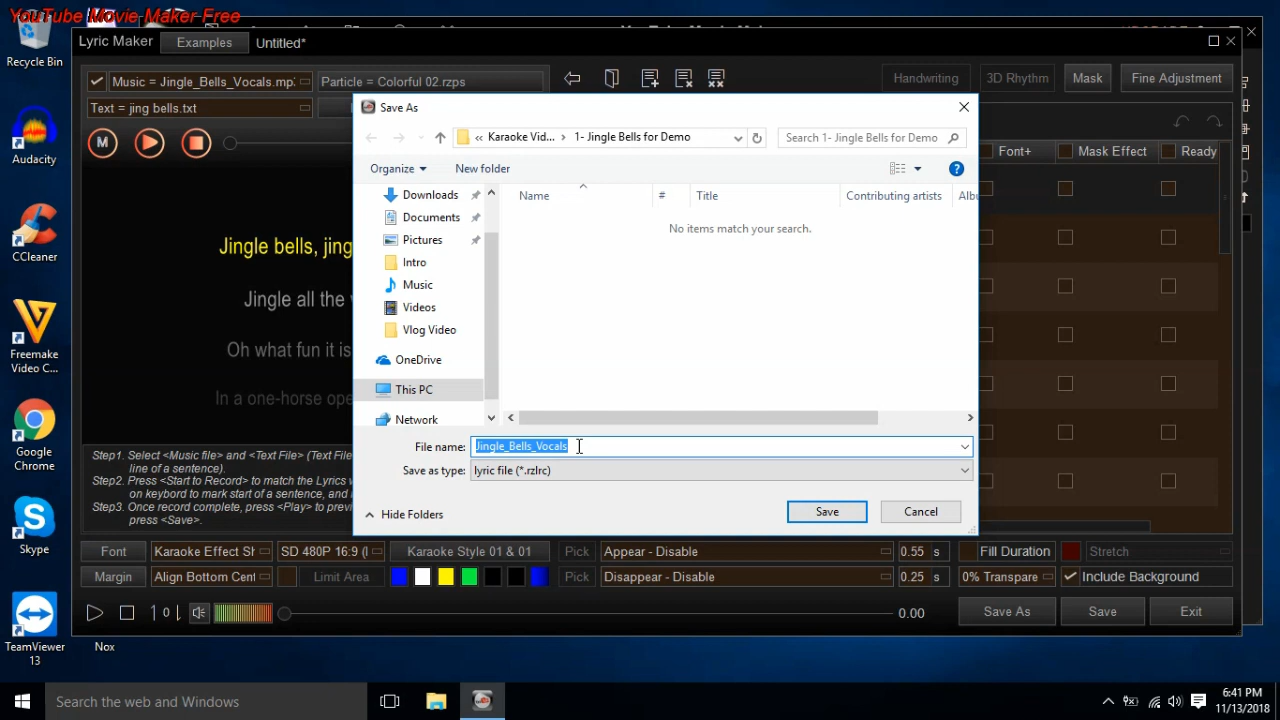 YouTube Movie Maker Free
Recycle Bin
Audacity
CCleaner
Freemake
Video C...
Google
Chrome
Skype
TeamViewer
13
Nox
Lyric Maker
Examples
Untitled*
Music = Jingle_Bells_Vocals.mp
Particle = Colorful 02.rzps
Handwriting
3D Rhythm
Mask
Fine Adjustment
Text = jing bells.txt
M
Font+
Mask Effect
Ready
Jingle bells, jing
Jingle all the
Oh what fun it is
In a one-horse ope
Step1. Select <Music file> and <Text File> (Text
line of a sentence).
Step2. Press <Start to Record> to match the Lyrics
on keybord to mark start of a sentence, and
Step3. Once record complete, press <Play> to previ
press <Save>.
Save As
« Karaoke Vid... > 1- Jingle Bells for Demo
Search 1- Jingle Bells for Demo
Organize
New folder
Downloads
Documents
Pictures
Intro
Music
Videos
Vlog Video
OneDrive
This PC
Network
Name
#
Title
Contributing artists
Albu
No items match your search.
File name:
Jingle_Bells_Vocals
Save as type:
lyric file (*.rzlrc)
Hide Folders
Save
Cancel
Font
Karaoke Effect Sh
SD 480P 16:9 (
Karaoke Style 01 & 01
Pick
Appear - Disable
0.55 s
Fill Duration
Stretch
Margin
Align Bottom Cent
Limit Area
Pick
Disappear - Disable
0.25 s
0% Transpare
Include Background
1 0
0.00
Save As
Save
Exit
Search the web and Windows
6:41 PM
11/13/2018